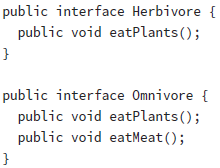 public interface Herbivore {
  public void eatPlants();
}

public interface Omnivore {
  public void eatPlants();
  public void eatMeat();
}